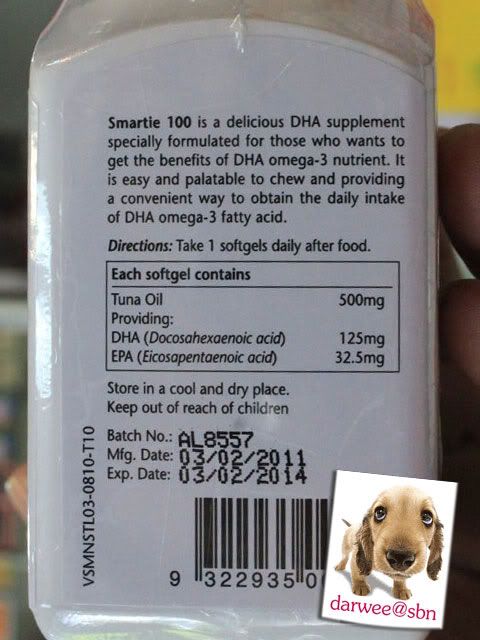 Smartie 100 is a delicious DHA supplement
specially formulated for those who wants to
get the benefits of DHA omega-3 nutrient. It
is easy and palatable to chew and providing
a convenient way to obtain the daily intake
of DHA omega-3 fatty acid.
Directions: Take 1 softgels daily after food.
Each softgel contains
Tuna Oil 500mg
Providing:
DHA (Docosahexaenoic acid) 125mg
EPA (Eicosapentaenoic acid) 32.5mg
Store in a cool and dry place.
Keep out of reach of children
Batch No.: AL8557
Mfg. Date: 03/02/2011
Exp. Date: 03/02/2014
VSMNSTL03-0810-T10
9 322935 0
darwee@sbn